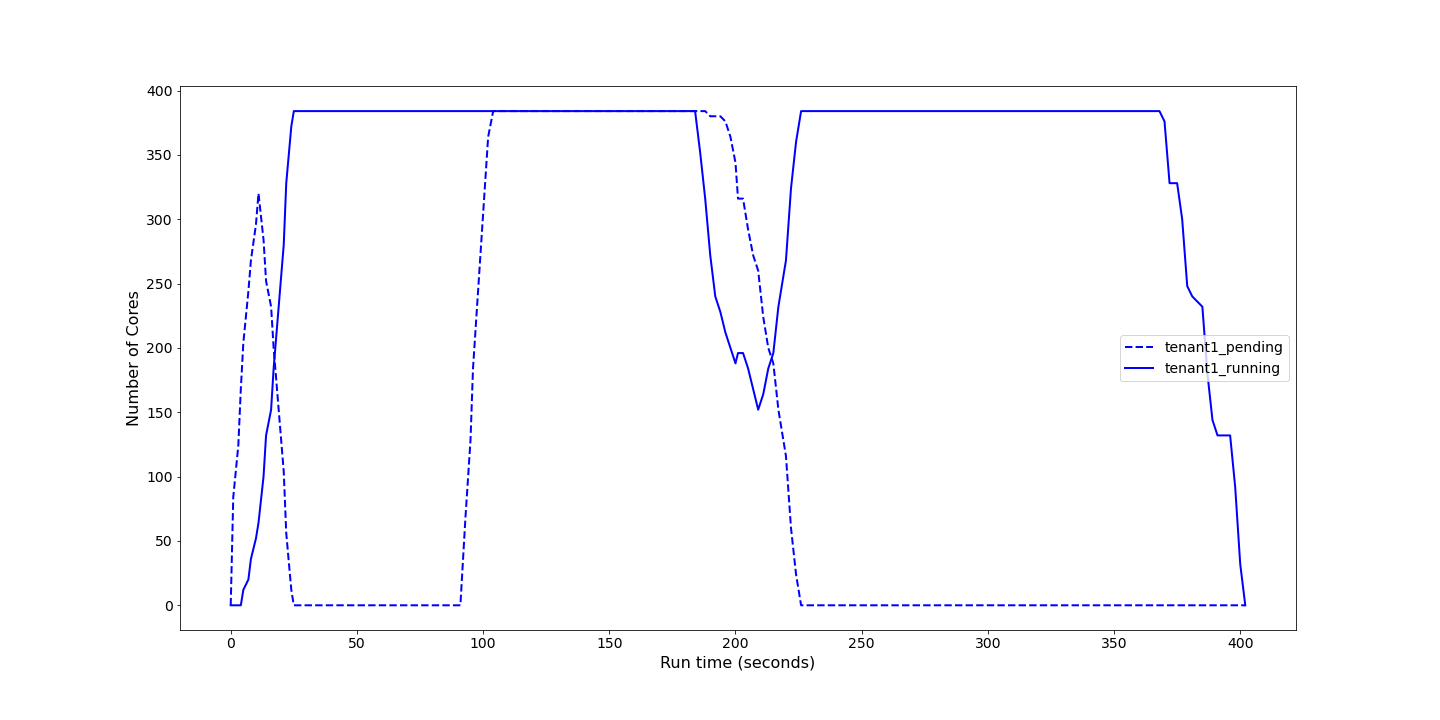 400
350
300
250
200
150
100
50
0
Number of Cores
tenant1_pending
tenant1_running
0 50 100 150 200 250 300 350 400
Run time (seconds)